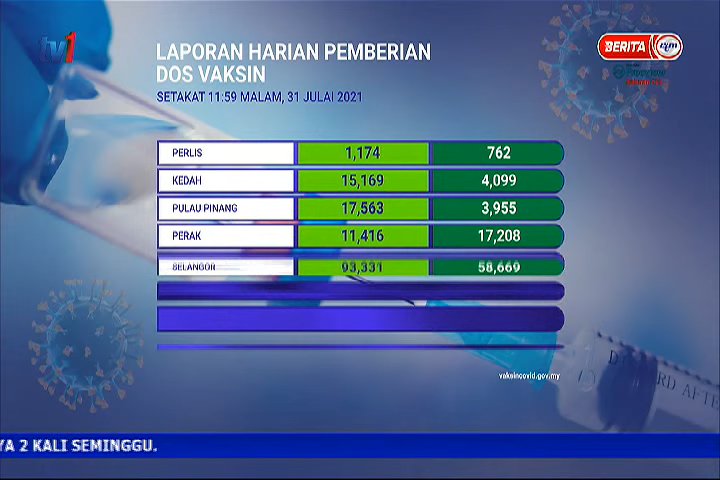 tv1
LAPORAN HARIAN PEMBERIAN
DOS VAKSIN
SETAKAT 11:59 MALAM, 31 JULAI 2021
BERITA rtm
PERLIS 1,174 762
KEDAH 15,169 4,099
PULAU PINANG 17,563 3,955
PERAK 11,416 17,208
SELANGOR 93,331 58,669
vaksincovid.gov.my
YA 2 KALI SEMINGGU.